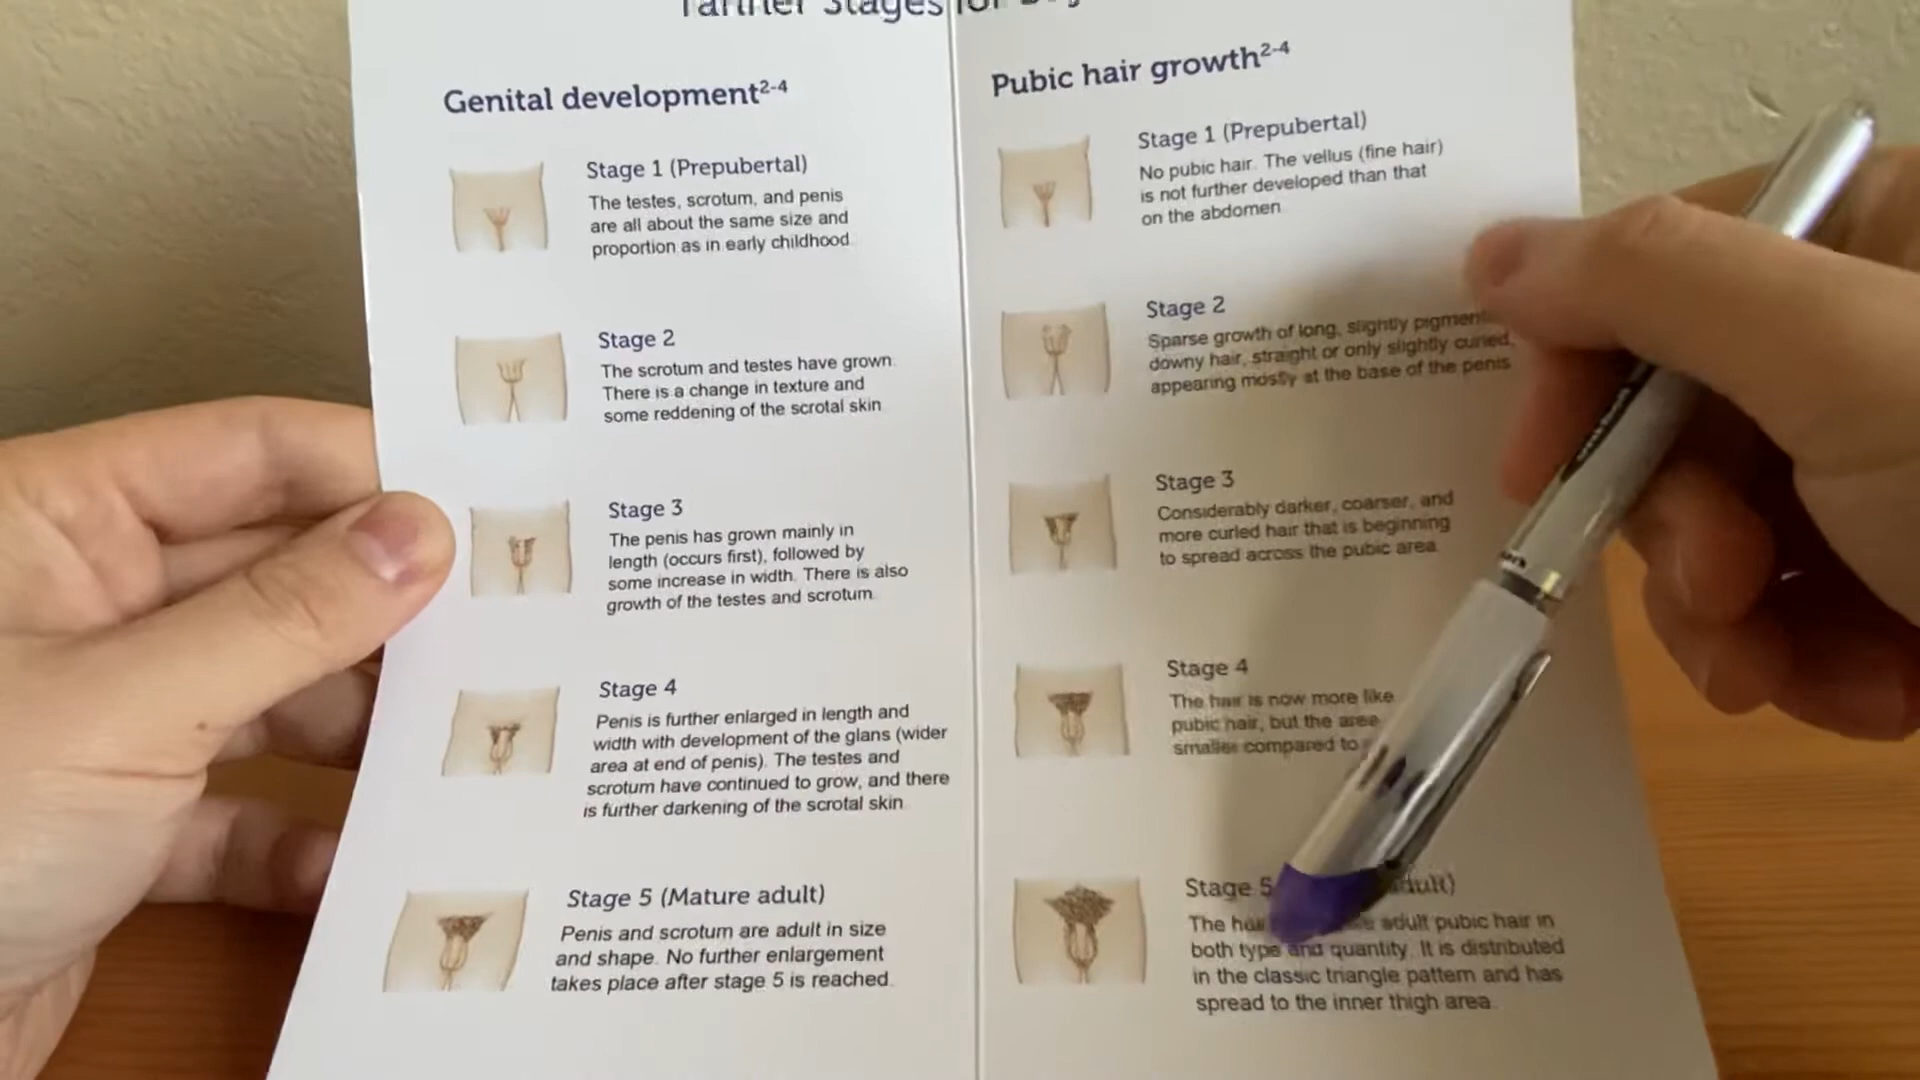 Tanner Stages for
Genital development2-4
Stage 1 (Prepubertal)
The testes, scrotum, and penis
are all about the same size and
proportion as in early childhood
Stage 2
The scrotum and testes have grown.
There is a change in texture and
some reddening of the scrotal skin
Stage 3
The penis has grown mainly in
length (occurs first), followed by
some increase in width. There is also
growth of the testes and scrotum.
Stage 4
Penis is further enlarged in length and
width with development of the glans (wider
area at end of penis). The testes and
scrotum have continued to grow, and there
is further darkening of the scrotal skin
Stage 5 (Mature adult)
Penis and scrotum are adult in size
and shape. No further enlargement
takes place after stage 5 is reached.
Pubic hair growth2-4
Stage 1 (Prepubertal)
No pubic hair. The vellus (fine hair)
is not further developed than that
on the abdomen
Stage 2
Sparse growth of long, slightly
downy hair, straight or only slightly curled,
appearing mostly at the base of the penis
Stage 3
Considerably darker, coarser, and
more curled hair that is beginning
to spread across the pubic area
Stage 4
The hair is now more like
pubic hair, but the area
smaller compared to
Stage 5
The adult pubic hair in
both type and quantity. It is distributed
in the classic triangle pattern and has
spread to the inner thigh area.